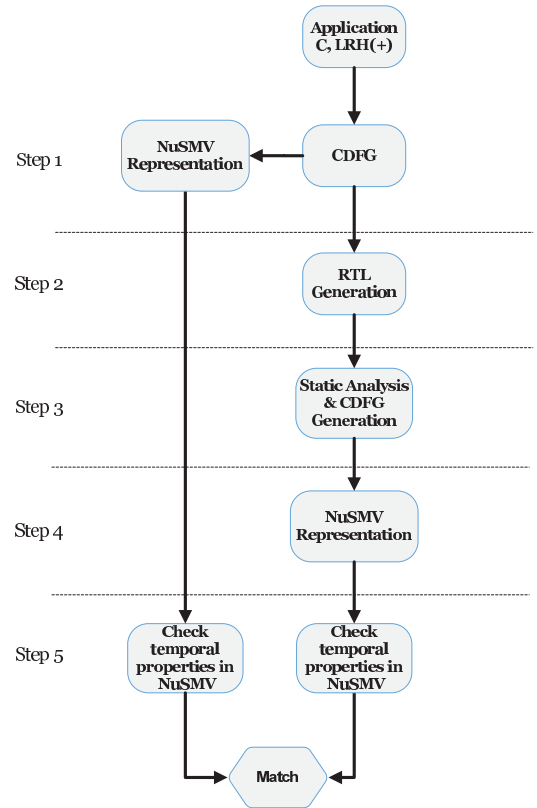 Application
C, LRH(+)
Step 1
NuSMV
Representation
CDFG
Step 2
RTL
Generation
Step 3
Static Analysis
& CDFG
Generation
Step 4
NuSMV
Representation
Step 5
Check
temporal
properties in
NuSMV
Check
temporal
properties in
NuSMV
Match